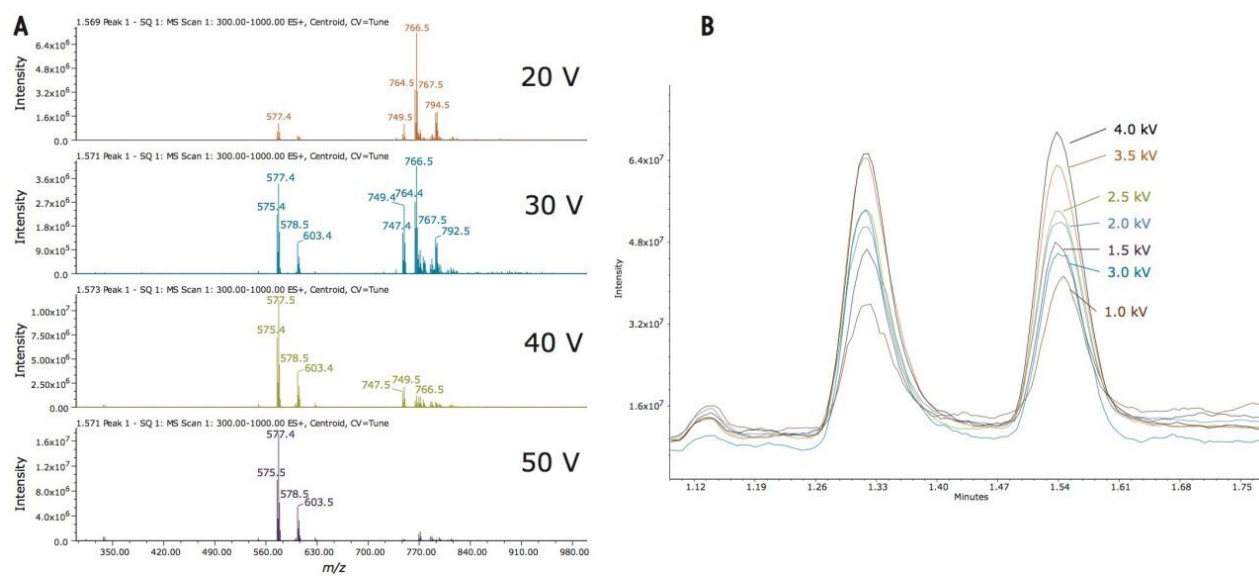 A
1.569 Peak 1 - SQ 1: MS Scan 1: 300.00-1000.00 ES+, Centroid, CV=Tune
766.5
6.4x10⁶
4.8x10⁶
3.2x10⁶
1.6x10⁶
0.0
Intensity
764.5
767.5
577.4
749.5
794.5
20 V
1.571 Peak 1 - SQ 1: MS Scan 1: 300.00-1000.00 ES+, Centroid, CV=Tune
766.5
3.6x10⁶
2.7x10⁶
1.8x10⁶
9.0x10⁵
0.0
Intensity
577.4
575.4
578.5
603.4
749.4
764.4
747.4
767.5
792.5
30 V
1.573 Peak 1 - SQ 1: MS Scan 1: 300.00-1000.00 ES+, Centroid, CV=Tune
577.5
1.00x10⁷
7.50x10⁶
5.00x10⁶
2.50x10⁶
0.00
Intensity
575.4
578.5
603.4
747.5
749.5
766.5
40 V
1.571 Peak 1 - SQ 1: MS Scan 1: 300.00-1000.00 ES+, Centroid, CV=Tune
577.4
1.6x10⁷
1.2x10⁷
8.0x10⁶
4.0x10⁶
0.0
Intensity
575.5
578.5
603.5
50 V
350.00 420.00 490.00 560.00 630.00 700.00 770.00 840.00 910.00 980.00
m/z
B
Intensity
6.4x10⁷
4.8x10⁷
3.2x10⁷
1.6x10⁷
4.0 kV
3.5 kV
2.5 kV
2.0 kV
1.5 kV
3.0 kV
1.0 kV
1.12 1.19 1.26 1.33 1.40 1.47 1.54 1.61 1.68 1.75
Minutes